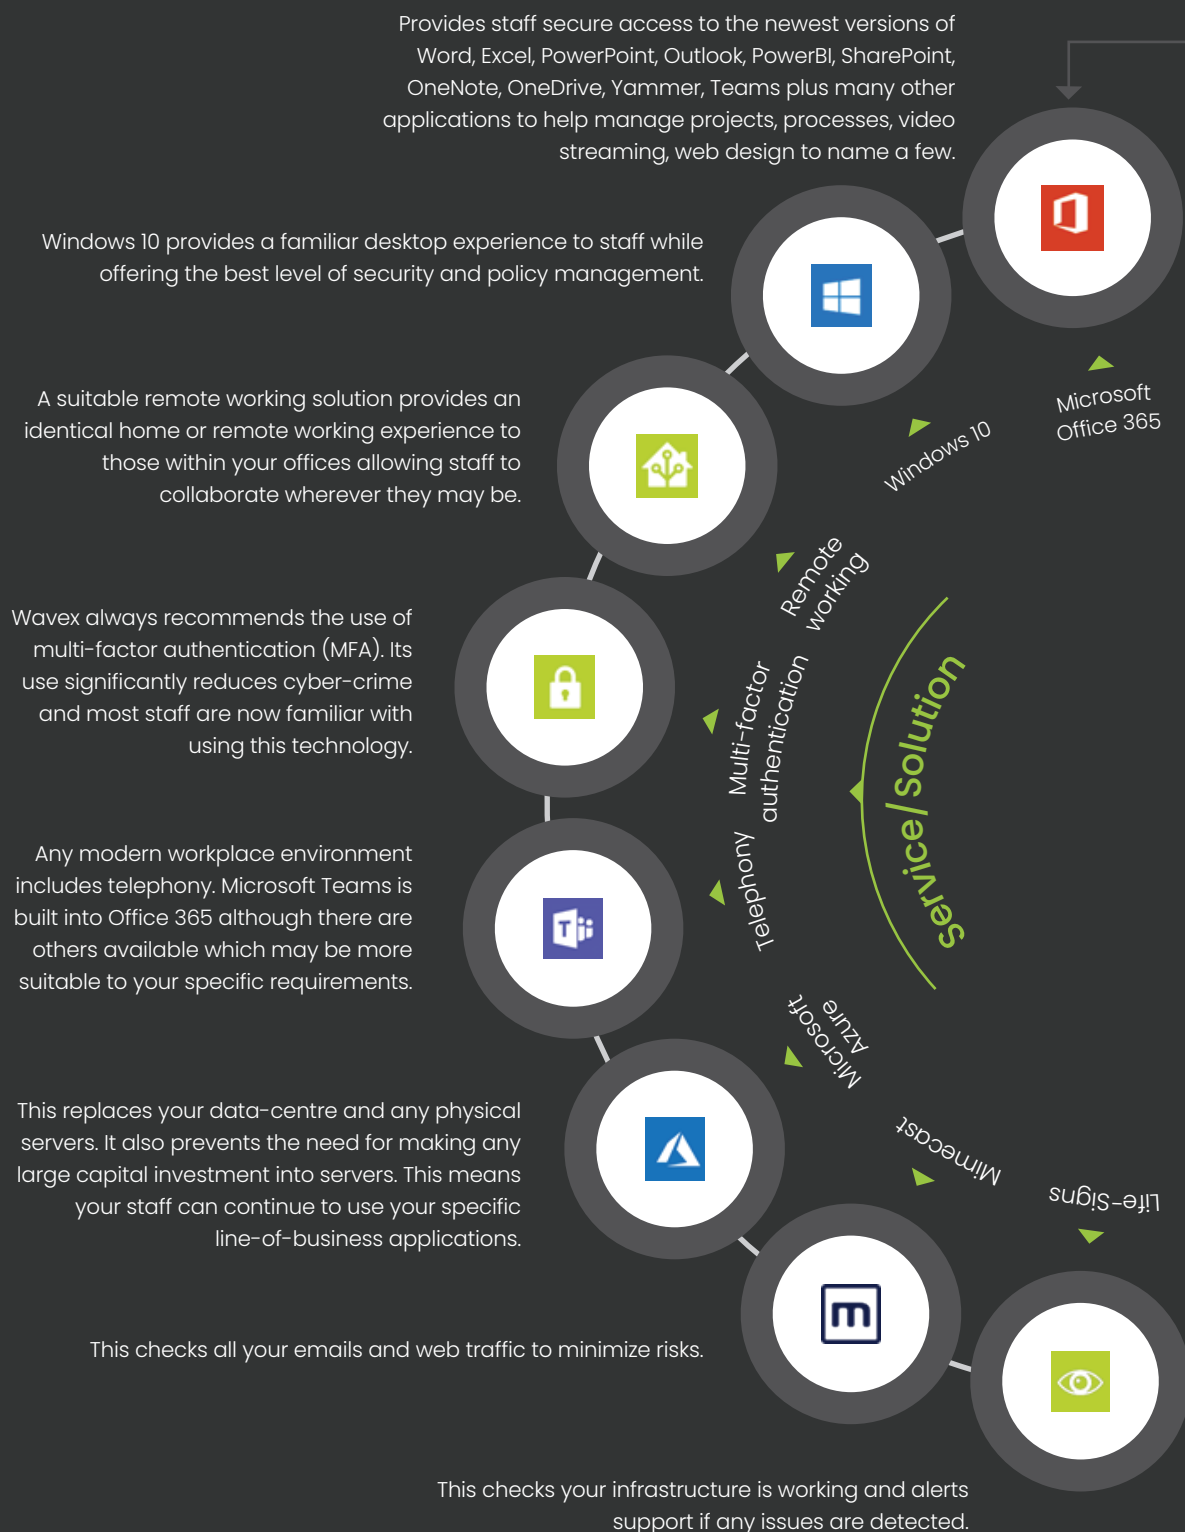 Provides staff secure access to the newest versions of
Word, Excel, PowerPoint, Outlook, PowerBI, SharePoint,
OneNote, OneDrive, Yammer, Teams plus many other
applications to help manage projects, processes, video
streaming, web design to name a few.
Microsoft
Office 365
Windows 10 provides a familiar desktop experience to staff while
offering the best level of security and policy management.
Windows 10
A suitable remote working solution provides an
identical home or remote working experience to
those within your offices allowing staff to
collaborate wherever they may be.
Remote
working
Wavex always recommends the use of
multi-factor authentication (MFA). Its
use significantly reduces cyber-crime
and most staff are now familiar with
using this technology.
Multi-factor
authentication
Service/Solution
Any modern workplace environment
includes telephony. Microsoft Teams is
built into Office 365 although there are
others available which may be more
suitable to your specific requirements.
T
Telephony
This replaces your data-centre and any physical
servers. It also prevents the need for making any
large capital investment into servers. This means
your staff can continue to use your specific
line-of-business applications.
Microsoft
Azure
This checks all your emails and web traffic to minimize risks.
m
Mimecast
This checks your infrastructure is working and alerts
support if any issues are detected.
Life-Signs